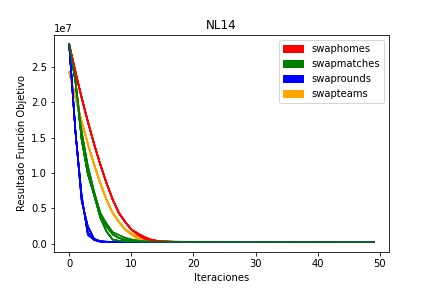 NL14
1e7
swaphomes
swapmatches
swaprounds
swapteams
2.5
2.0
1.5
1.0
0.5
0.0
Resultado Función Objetivo
0 10 20 30 40 50
Iteraciones